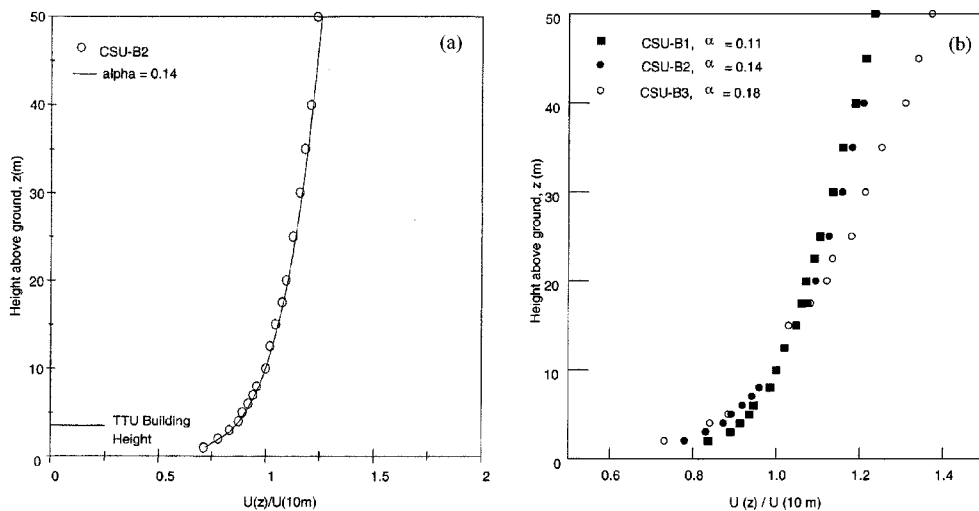 50
40
30
20
10
0
Height above ground, z(m)
(a)
CSU-B2
alpha = 0.14
TTU Building
Height
0
0.5
1
1.5
2
U(z)/U(10m)
50
40
30
20
10
0
Height above ground, z (m)
(b)
CSU-B1, α = 0.11
CSU-B2, α = 0.14
CSU-B3, α = 0.18
0.6
0.8
1.0
1.2
1.4
U (z) / U (10 m)